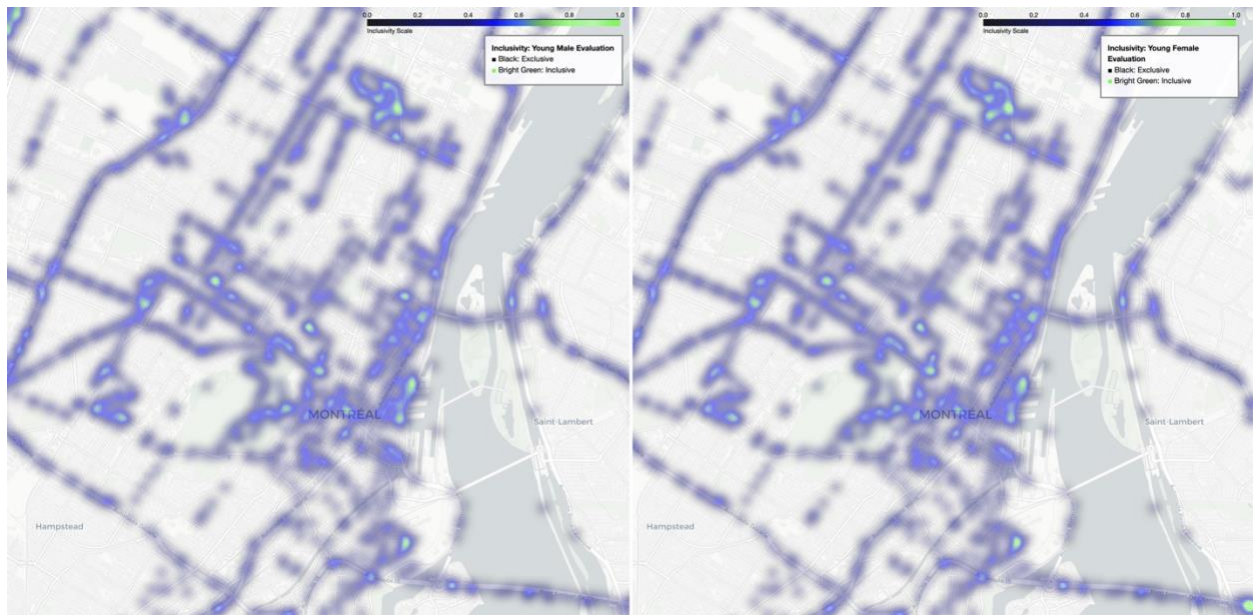 0.0 0.2 0.4 0.6 0.8 1.0
Inclusivity Scale
Inclusivity: Young Male Evaluation
Black: Exclusive
Bright Green: Inclusive
MONTRÉAL
Saint-Lambert
Hampstead
0.0 0.2 0.4 0.6 0.8 1.0
Inclusivity Scale
Inclusivity: Young Female
Evaluation
Black: Exclusive
Bright Green: Inclusive
MONTRÉAL
Saint-Lambert
Hampstead